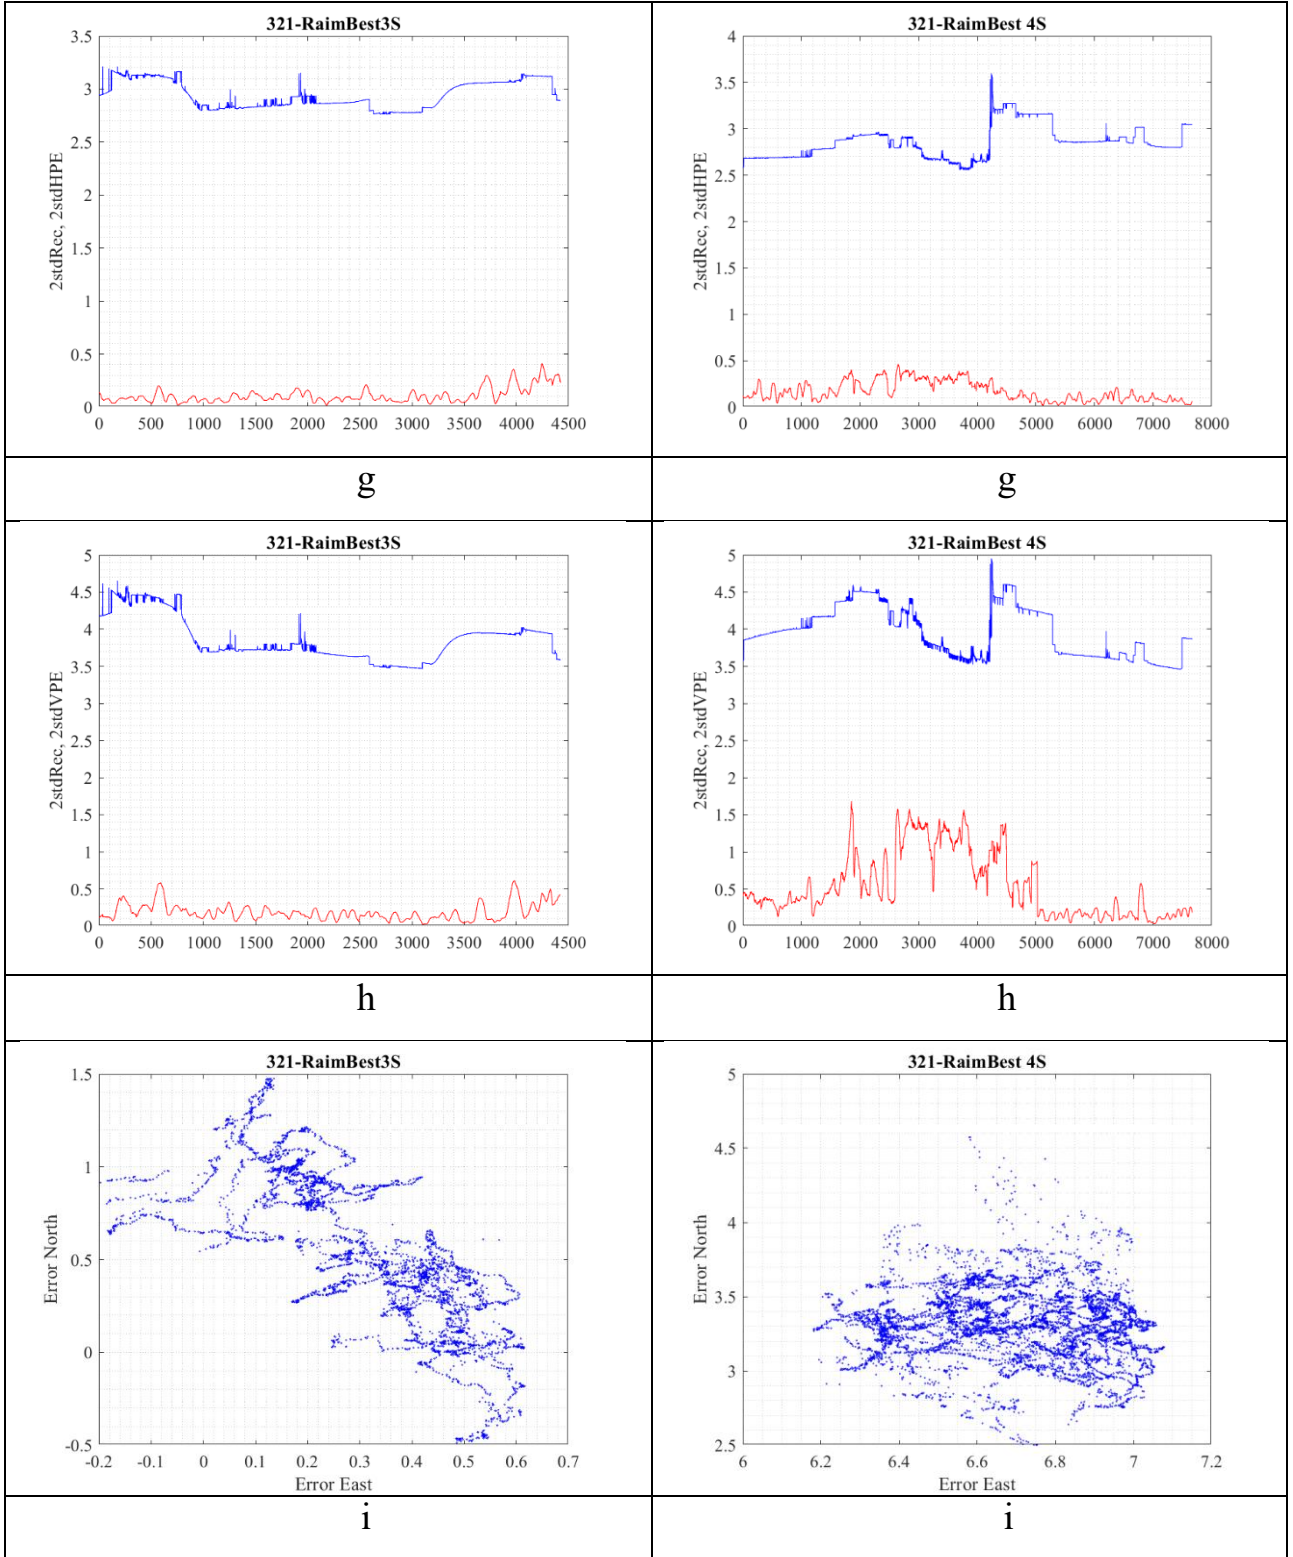 321-RaimBest3S
3.5
3
2.5
2
1.5
1
0.5
0
2stdRec, 2stdHPE
0 500 1000 1500 2000 2500 3000 3500 4000 4500
321-RaimBest 4S
4
3.5
3
2.5
2
1.5
1
0.5
0
2stdRec, 2stdHPE
0 1000 2000 3000 4000 5000 6000 7000 8000
g
g
321-RaimBest3S
5
4.5
4
3.5
3
2.5
2
1.5
1
0.5
0
2stdRec, 2stdVPE
0 500 1000 1500 2000 2500 3000 3500 4000 4500
321-RaimBest 4S
5
4.5
4
3.5
3
2.5
2
1.5
1
0.5
0
2stdRec, 2stdVPE
0 1000 2000 3000 4000 5000 6000 7000 8000
h
h
321-RaimBest3S
1.5
1
0.5
0
-0.5
Error North
-0.2 -0.1 0 0.1 0.2 0.3 0.4 0.5 0.6 0.7
Error East
321-RaimBest 4S
5
4.5
4
3.5
3
2.5
Error North
6 6.2 6.4 6.6 6.8 7 7.2
Error East
i
i